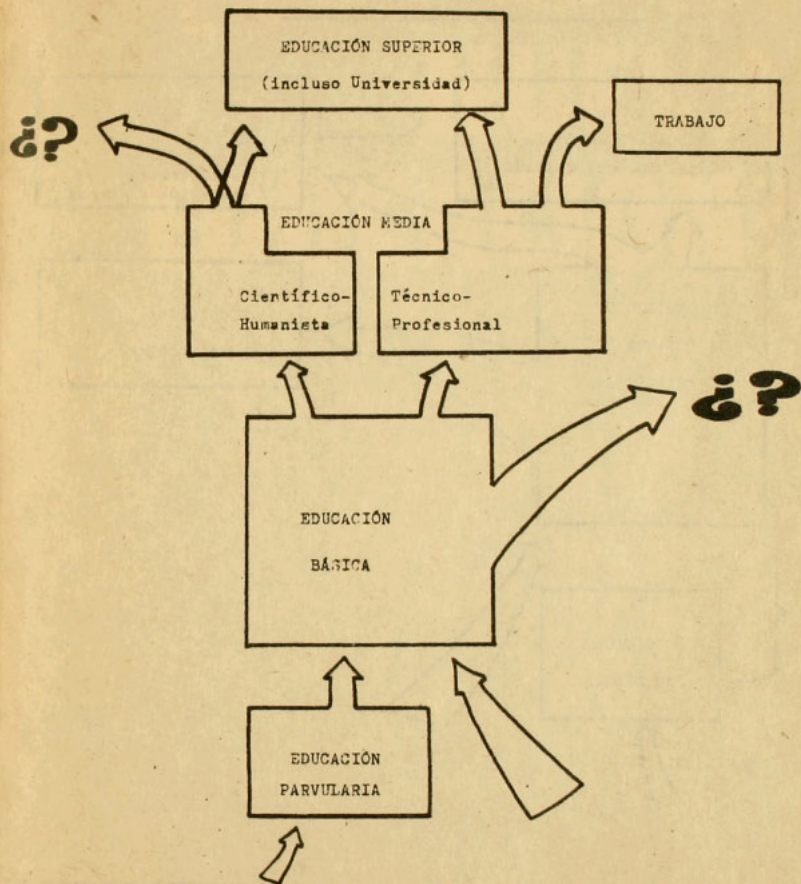 EDUCACIÓN SUPERIOR
(incluso Universidad)
TRABAJO
¿?
EDUCACIÓN MEDIA
Científico-
Humanista
Técnico-
Profesional
¿?
EDUCACIÓN
BÁSICA
EDUCACIÓN
PARVULARIA